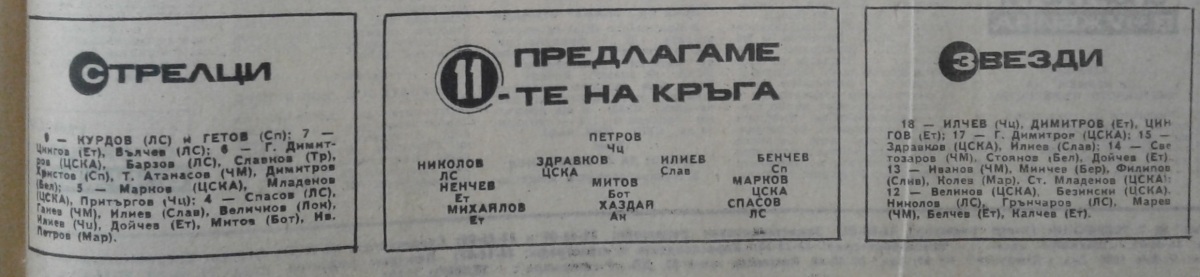 СТРЕЛЦИ
9 — КУРДОВ (ЛС) и ГЕТОВ (Сп); 7 —
Цингов (Ет), Вълчев (ЛС); 6 — Г. Димит-
ров (ЦСКА), Барзов (ЛС), Славков (Тр),
Христов (Сп), Т. Атанасов (ЧМ), Димитров
(Бел); 5 — Марков (ЦСКА), Младенов
(ЦСКА), Притъргов (Чц); 4 — Спасов (ЛС),
Ганев (ЧМ), Илиев (Слав), Величков (Лок),
Илиев (Чц), Дойчев (Ет), Митов (Бот), Ив.
Петров (Мар).
ПРЕДЛАГАМЕ
11-ТЕ НА КРЪГА
ПЕТРОВ
Чц
НИКОЛОВ ЗДРАВКОВ ИЛИЕВ БЕНЧЕВ
ЛС ЦСКА Слав Сп
НЕНЧЕВ МИТОВ МАРКОВ
Ет Бот ЦСКА
МИХАЙЛОВ ХАЗДАЙ СПАСОВ
Ет Ан ЛС
ЗВЕЗДИ
18 — ИЛЧЕВ (Чц), ДИМИТРОВ (Ет), ЦИН
ГОВ (Ет); 17 — Г. Димитров (ЦСКА); 15 —
Здравков (ЦСКА), Илиев (Слав); 14 — Све
тозаров (ЧМ), Стоянов (Бел), Дойчев (Ет).
13 — Иванов (ЧМ), Минчев (Бер), Филипов
(Слив), Колев (Мар), Ст. Младенов (ЦСКА);
12 — Велинов (ЦСКА), Безински (ЦСКА),
Николов (ЛС), Грънчаров (ЛС), Марев
(ЧМ), Белчев (Ет), Калчев (Ет).